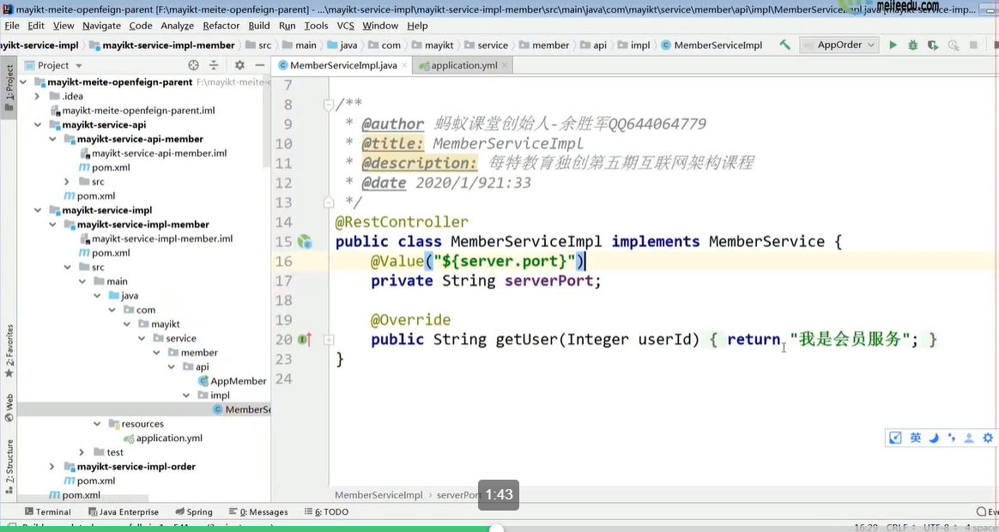 mayikt-meite-openfeign-parent [F:\mayikt-meite-openfeign-parent] - ...\mayikt-service-impl\mayikt-service-impl-member\src\main\java\com\mayikt\service\member\api\impl\MemberServiceImpl.java
meiteedu.com
File Edit View Navigate Code Analyze Refactor Build Run Tools VCS Window Help
ayikt-service-impl mayikt-service-impl-member src main java com mayikt service member api impl MemberServiceImpl AppOrder
1: Project
Project
MemberServiceImpl.java
application.yml
mayikt-meite-openfeign-parent F:\mayikt-meite-o
.idea
mayikt-meite-openfeign-parent.iml
mayikt-service-api
mayikt-service-api-member
mayikt-service-api-member.iml
pom.xml
src
pom.xml
mayikt-service-impl
mayikt-service-impl-member
mayikt-service-impl-member.iml
pom.xml
src
main
java
com
mayikt
service
member
api
AppMember
impl
MemberSe
resources
application.yml
test
mayikt-service-impl-order
pom.xml
pom.xml
2: Favorites
Web
Z: Structure
7
8 /**
9 * @author 蚂蚁课堂创始人-余胜军QQ644064779
10 * @title: MemberServiceImpl
11 * @description: 每特教育独创第五期互联网架构课程
12 * @date 2020/1/921:33
13 */
14 @RestController
15 public class MemberServiceImpl implements MemberService {
16 @Value("${server.port}")
17 private String serverPort;
18
19 @Override
20 public String getUser(Integer userId) { return "我是会员服务"; }
23 }
24
英
MemberServiceImpl › serverPort
1:43
Terminal Java Enterprise Spring 0: Messages 6: TODO Eve
16:29 CRLF UTF-8 4 space